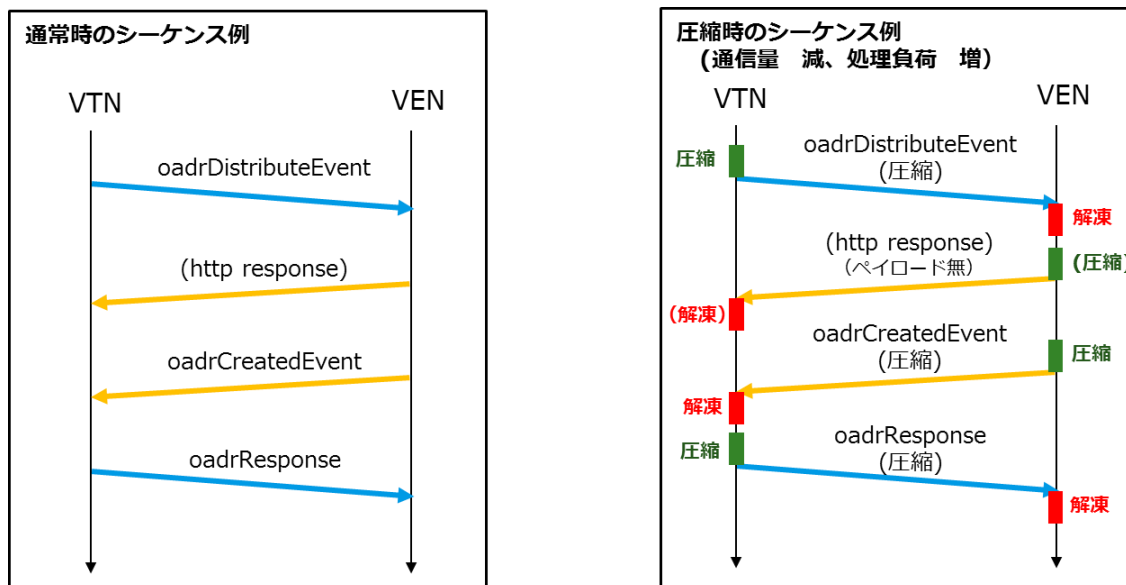 通常時のシーケンス例
VTN
VEN
oadrDistributeEvent
(http response)
oadrCreatedEvent
oadrResponse
圧縮時のシーケンス例
(通信量　減、処理負荷　増)
VTN
VEN
圧縮
oadrDistributeEvent
(圧縮)
解凍
(http response)
（ペイロード無）
(圧縮)
(解凍)
oadrCreatedEvent
(圧縮)
圧縮
解凍
圧縮
oadrResponse
(圧縮)
解凍